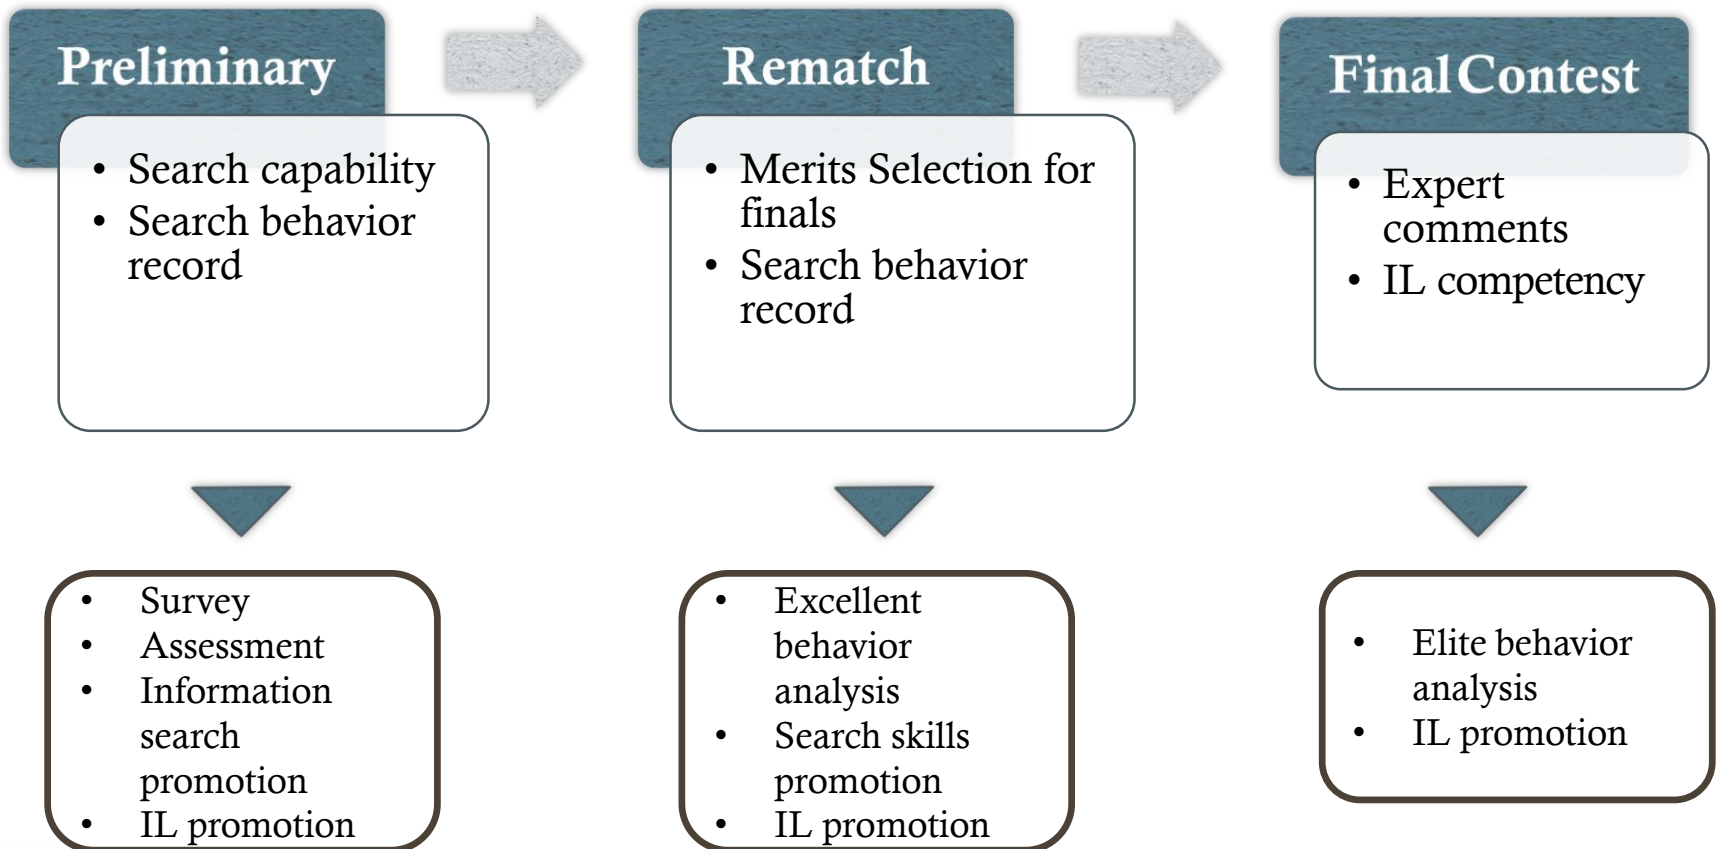 Preliminary
• Search capability
• Search behavior
record
Rematch
• Merits Selection for
finals
• Search behavior
record
Final Contest
• Expert
comments
• IL competency
• Survey
• Assessment
• Information
search
promotion
• IL promotion
• Excellent
behavior
analysis
• Search skills
promotion
• IL promotion
• Elite behavior
analysis
• IL promotion